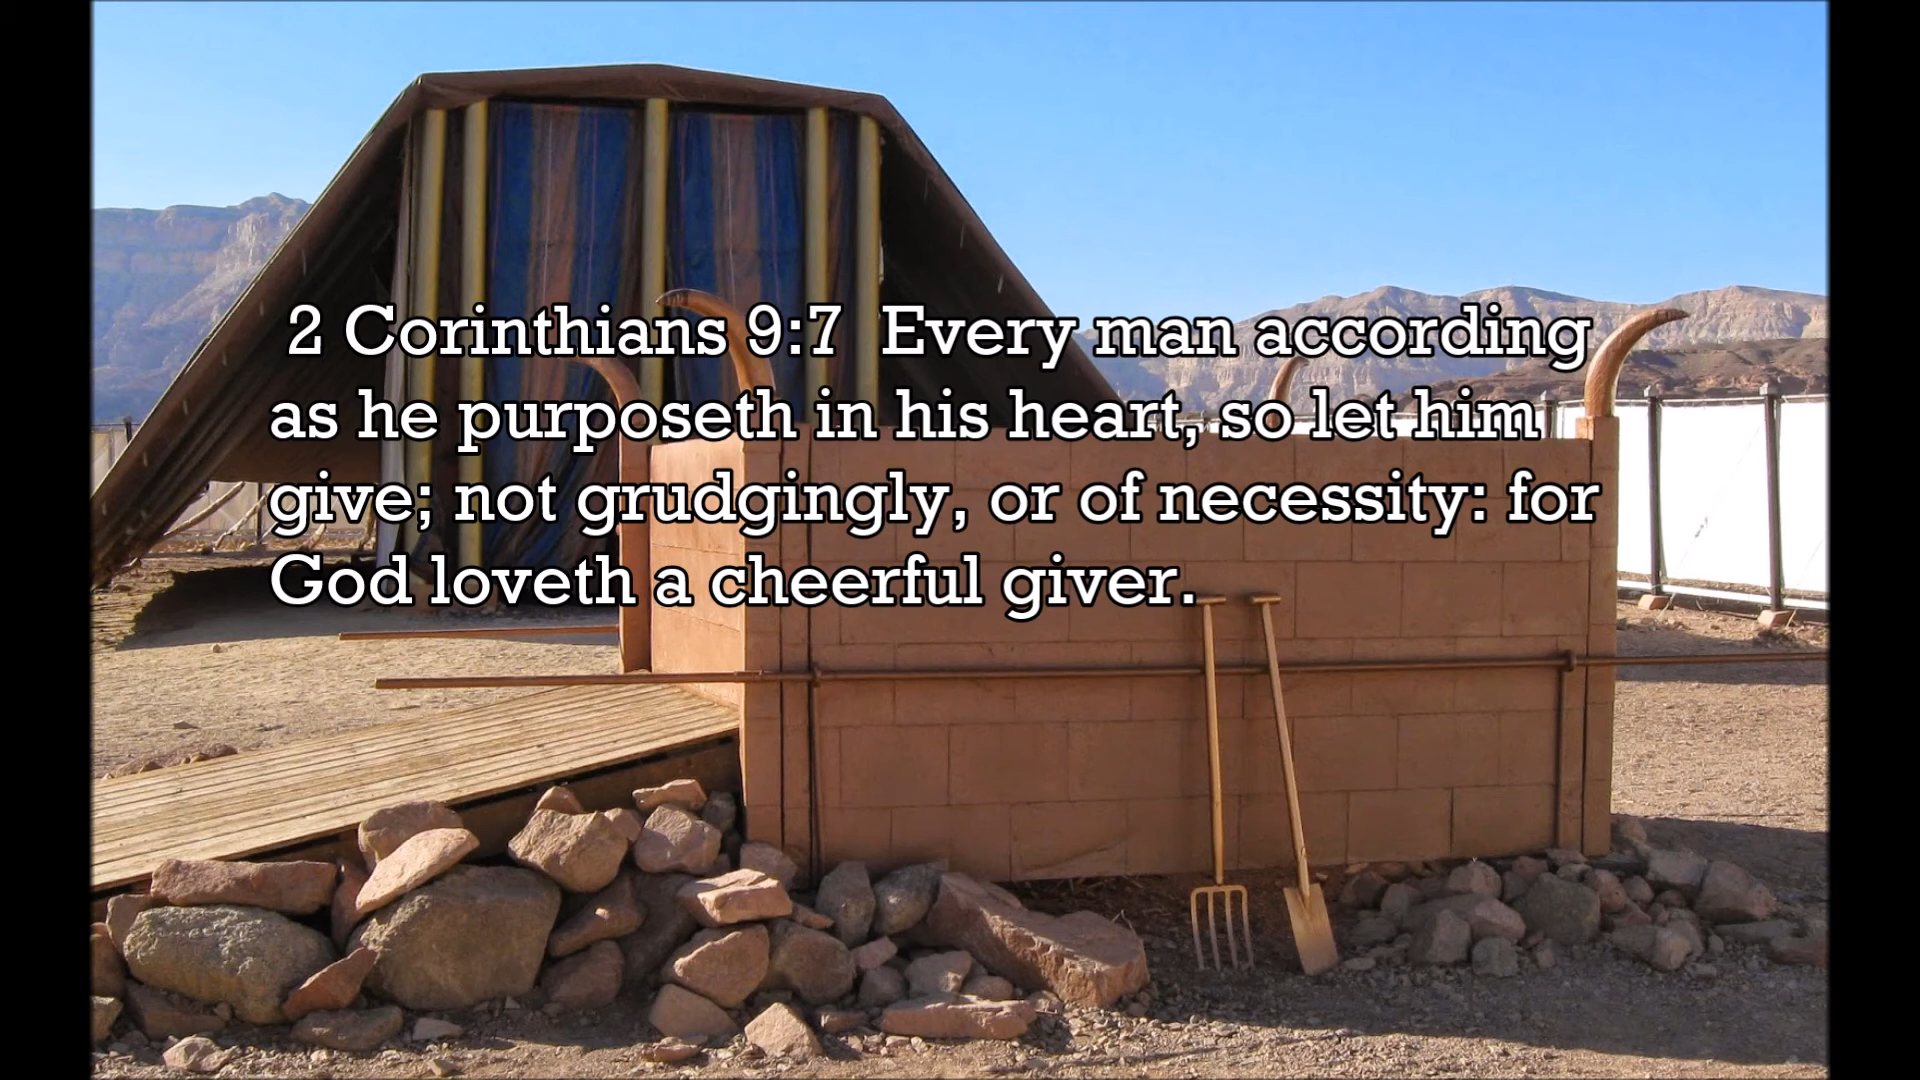 2 Corinthians 9:7  Every man according
as he purposeth in his heart, so let him
give; not grudgingly, or of necessity: for
God loveth a cheerful giver.